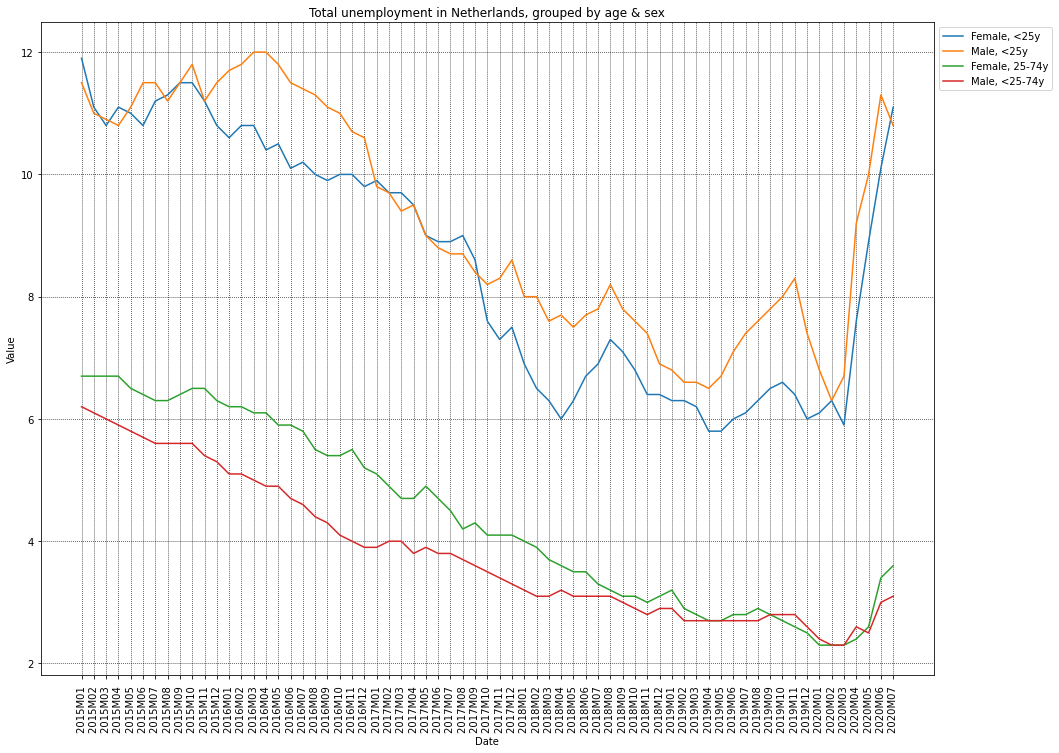 Total unemployment in Netherlands, grouped by age & sex
Female, <25y
Male, <25y
Female, 25-74y
Male, <25-74y
Value
12
10
8
6
4
2
2015M01
2015M02
2015M03
2015M04
2015M05
2015M06
2015M07
2015M08
2015M09
2015M10
2015M11
2015M12
2016M01
2016M02
2016M03
2016M04
2016M05
2016M06
2016M07
2016M08
2016M09
2016M10
2016M11
2016M12
2017M01
2017M02
2017M03
2017M04
2017M05
2017M06
2017M07
2017M08
2017M09
2017M10
2017M11
2017M12
2018M01
2018M02
2018M03
2018M04
2018M05
2018M06
2018M07
2018M08
2018M09
2018M10
2018M11
2018M12
2019M01
2019M02
2019M03
2019M04
2019M05
2019M06
2019M07
2019M08
2019M09
2019M10
2019M11
2019M12
2020M01
2020M02
2020M03
2020M04
2020M05
2020M06
2020M07
Date